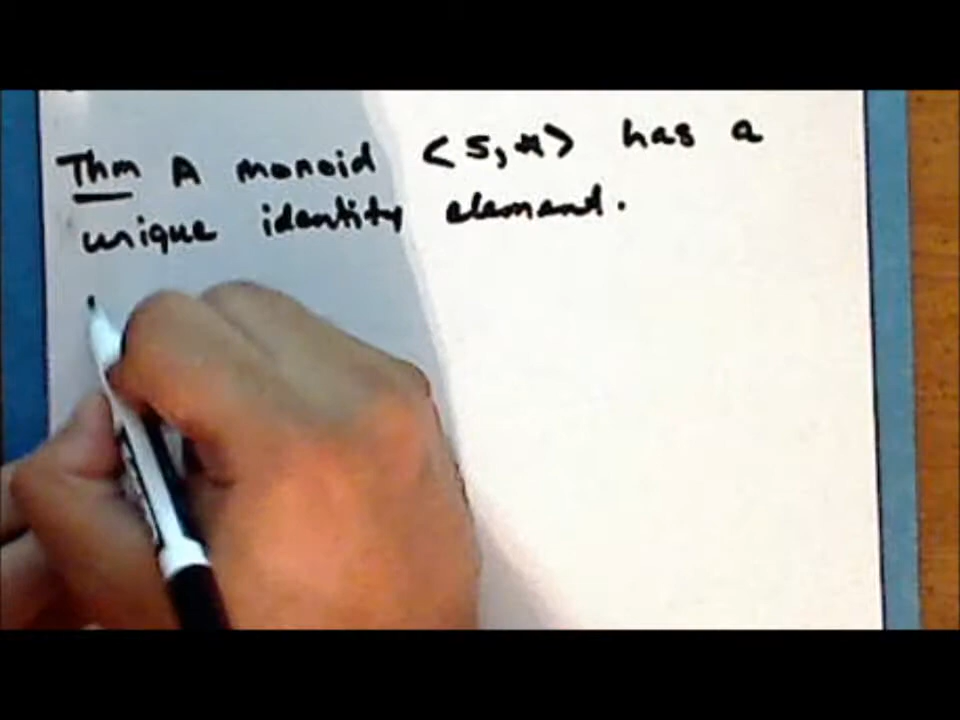 Thm A monoid <S,*> has a
unique identity element.